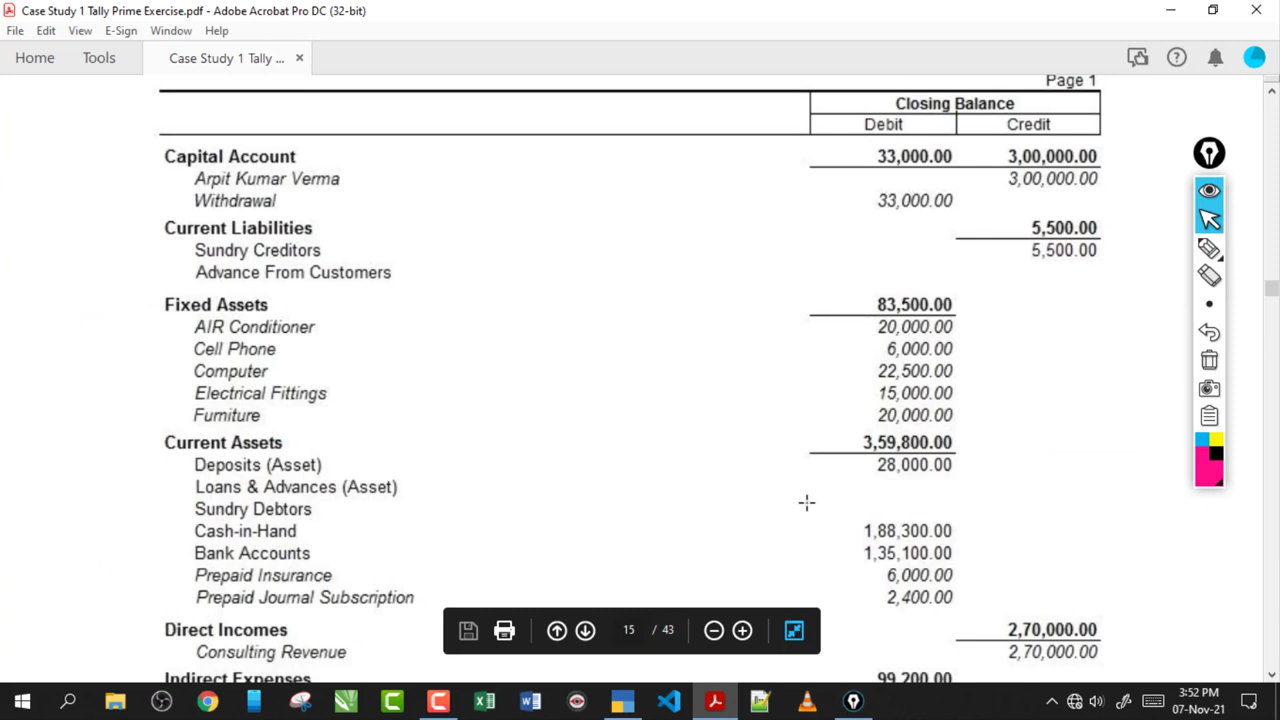 Case Study 1 Tally Prime Exercise.pdf - Adobe Acrobat Pro DC (32-bit)
File Edit View E-Sign Window Help
Home Tools Case Study 1 Tally ...
Page 1
Closing Balance
Debit Credit
Capital Account 33,000.00 3,00,000.00
Arpit Kumar Verma 3,00,000.00
Withdrawal 33,000.00
Current Liabilities 5,500.00
Sundry Creditors 5,500.00
Advance From Customers
Fixed Assets 83,500.00
AIR Conditioner 20,000.00
Cell Phone 6,000.00
Computer 22,500.00
Electrical Fittings 15,000.00
Furniture 20,000.00
Current Assets 3,59,800.00
Deposits (Asset) 28,000.00
Loans & Advances (Asset)
Sundry Debtors
Cash-in-Hand 1,88,300.00
Bank Accounts 1,35,100.00
Prepaid Insurance 6,000.00
Prepaid Journal Subscription 2,400.00
Direct Incomes 2,70,000.00
Consulting Revenue 2,70,000.00
Indirect Expenses 99,200.00
15 / 43
3:52 PM
07-Nov-21